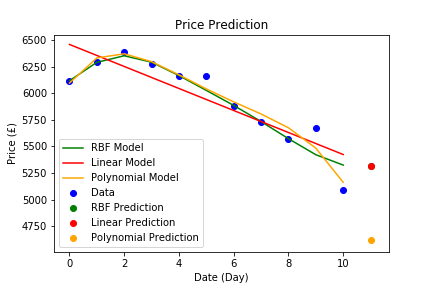 Price Prediction
6500
6250
6000
5750
5500
5250
5000
4750
Price (£)
RBF Model
Linear Model
Polynomial Model
Data
RBF Prediction
Linear Prediction
Polynomial Prediction
0 2 4 6 8 10
Date (Day)